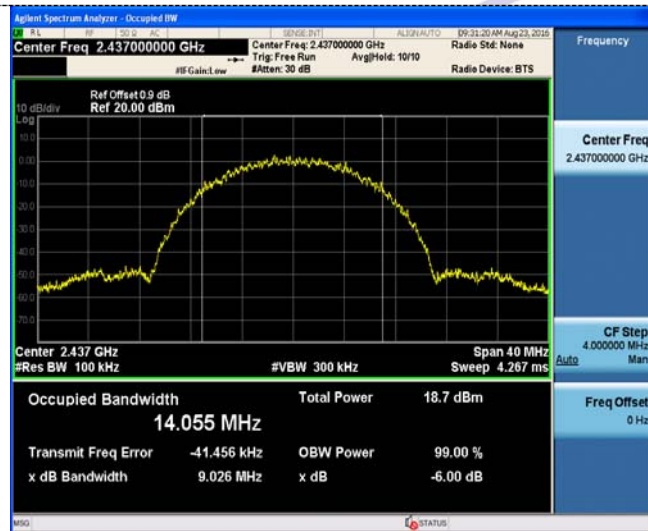 Agilent Spectrum Analyzer - Occupied BW
RL RF 50 Ω AC SENSE:INT ALIGN AUTO 09:31:20 AM Aug 23, 2016
Center Freq 2.437000000 GHz
Center Freq: 2.437000000 GHz Radio Std: None
Trig: Free Run Avg|Hold: 10/10
#IFGain:Low #Atten: 30 dB Radio Device: BTS
Ref Offset 0.9 dB
10 dB/div Ref 20.00 dBm
Log
10.0
0.00
-10.0
-20.0
-30.0
-40.0
-50.0
-60.0
-70.0
Center 2.437 GHz Span 40 MHz
#Res BW 100 kHz #VBW 300 kHz Sweep 4.267 ms
Occupied Bandwidth Total Power 18.7 dBm
14.055 MHz
Transmit Freq Error -41.456 kHz OBW Power 99.00 %
x dB Bandwidth 9.026 MHz x dB -6.00 dB
MSG STATUS
Frequency
Center Freq
2.437000000 GHz
CF Step
4.000000 MHz
Auto Man
Freq Offset
0 Hz